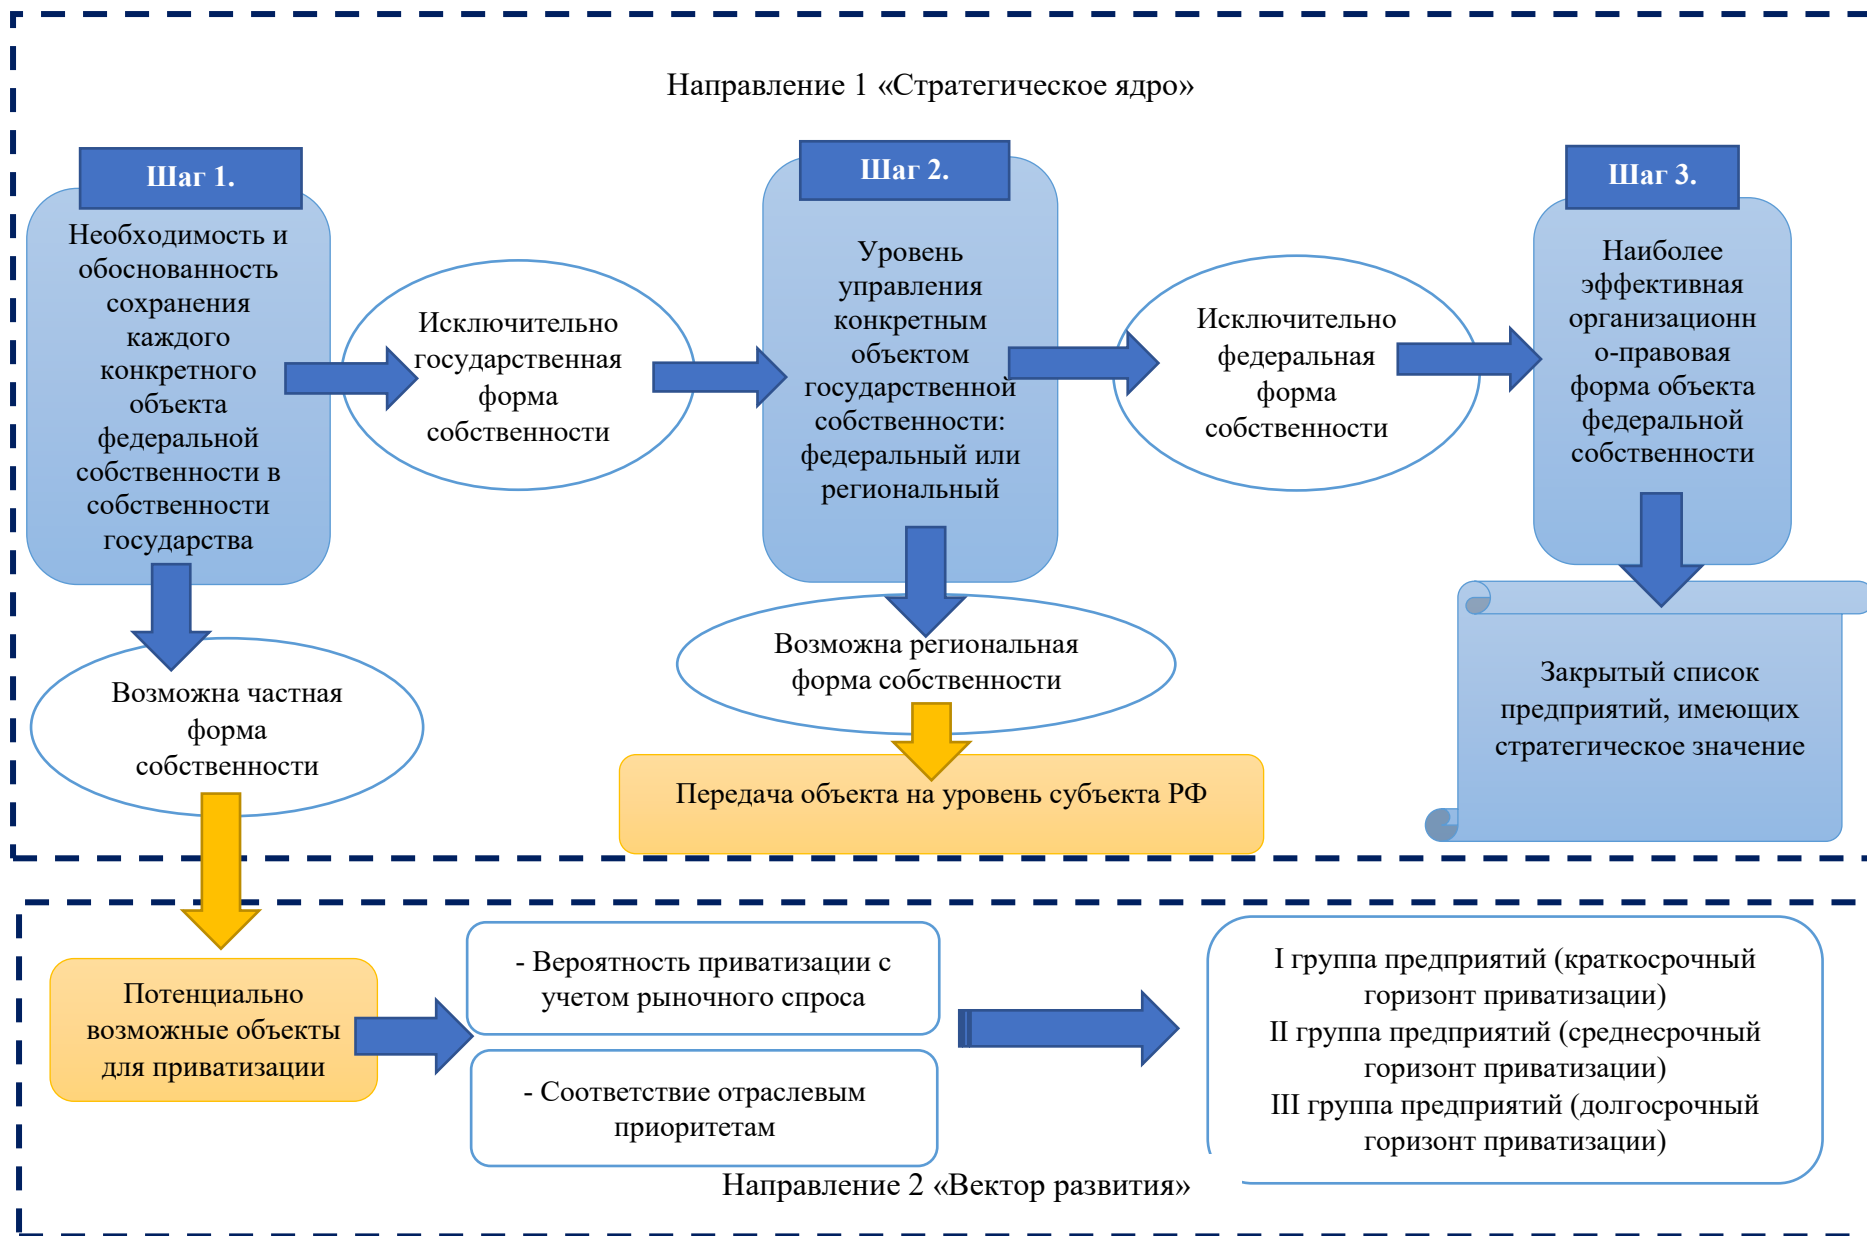 Направление 1 «Стратегическое ядро»
Шаг 1.
Необходимость и
обоснованность
сохранения
каждого
конкретного
объекта
федеральной
собственности в
собственности
государства
Исключительно
государственная
форма
собственности
Шаг 2.
Уровень
управления
конкретным
объектом
государственной
собственности:
федеральный или
региональный
Исключительно
федеральная
форма
собственности
Шаг 3.
Наиболее
эффективная
организационн
о-правовая
форма объекта
федеральной
собственности
Возможна частная
форма
собственности
Возможна региональная
форма собственности
Передача объекта на уровень субъекта РФ
Закрытый список
предприятий, имеющих
стратегическое значение
Потенциально
возможные объекты
для приватизации
- Вероятность приватизации с
учетом рыночного спроса
- Соответствие отраслевым
приоритетам
I группа предприятий (краткосрочный
горизонт приватизации)
II группа предприятий (среднесрочный
горизонт приватизации)
III группа предприятий (долгосрочный
горизонт приватизации)
Направление 2 «Вектор развития»